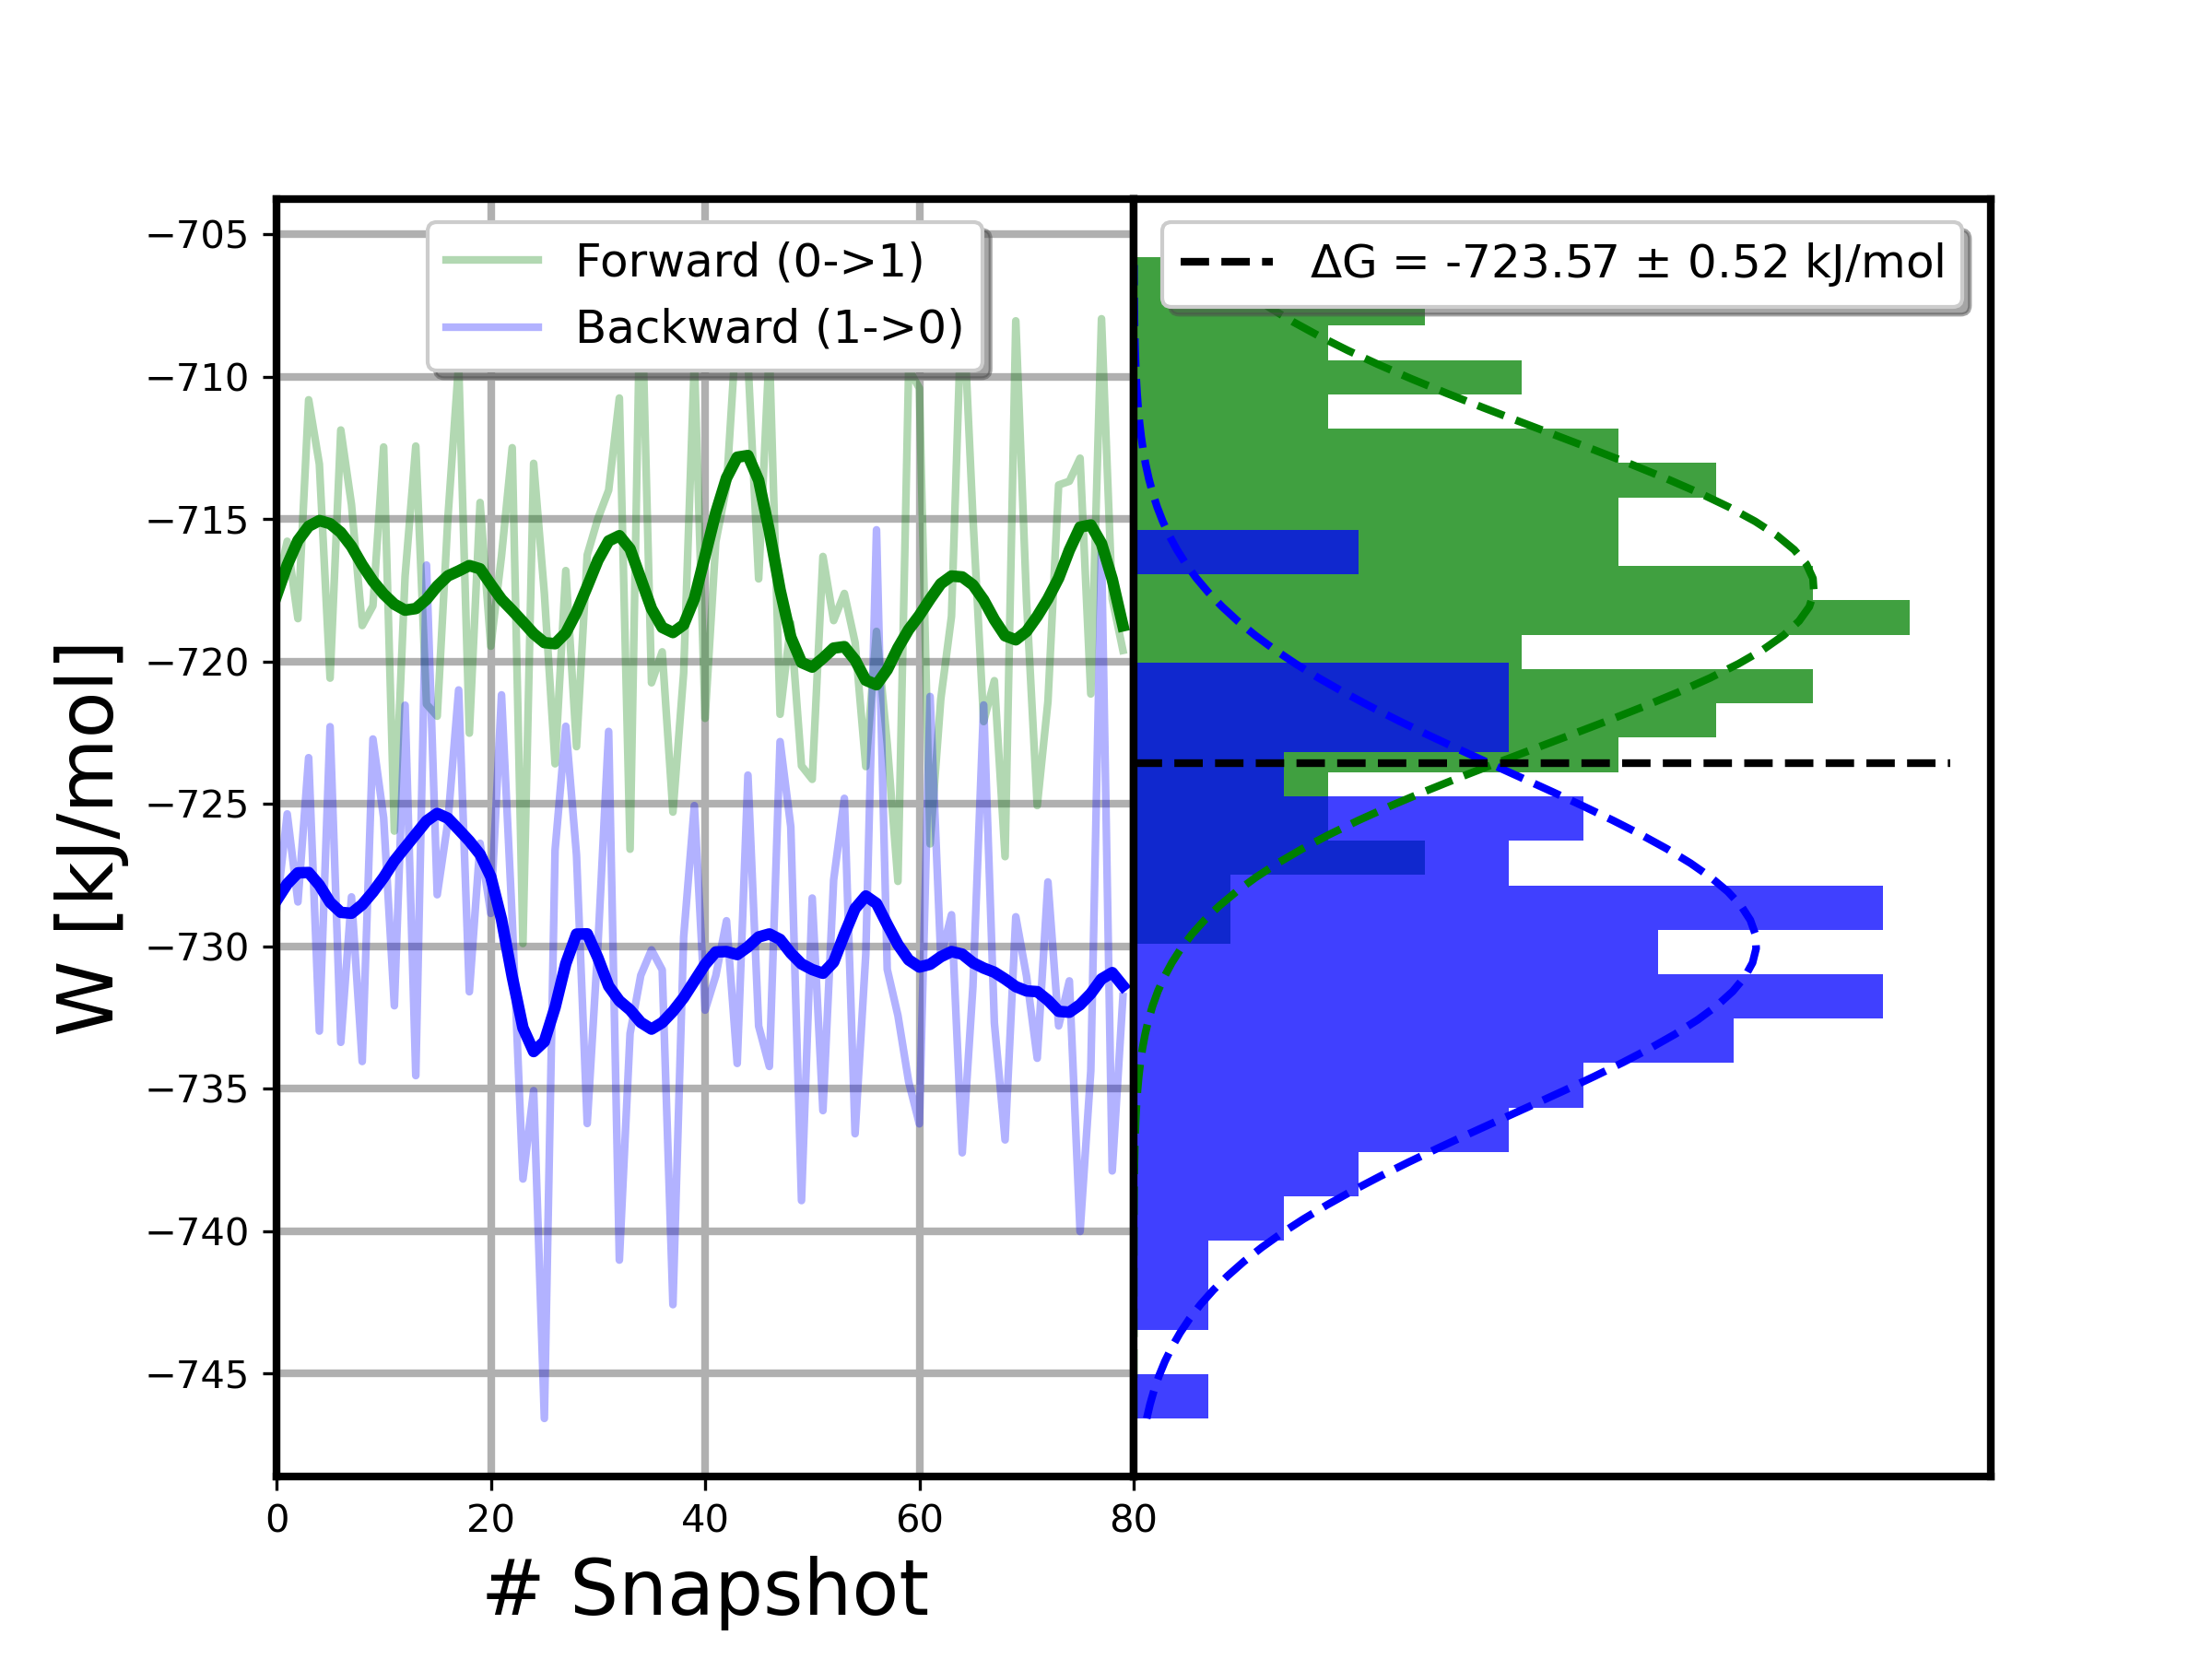 Forward (0->1)
Backward (1->0)
ΔG = -723.57 ± 0.52 kJ/mol
W [kJ/mol]
−705
−710
−715
−720
−725
−730
−735
−740
−745
0 20 40 60 80
# Snapshot